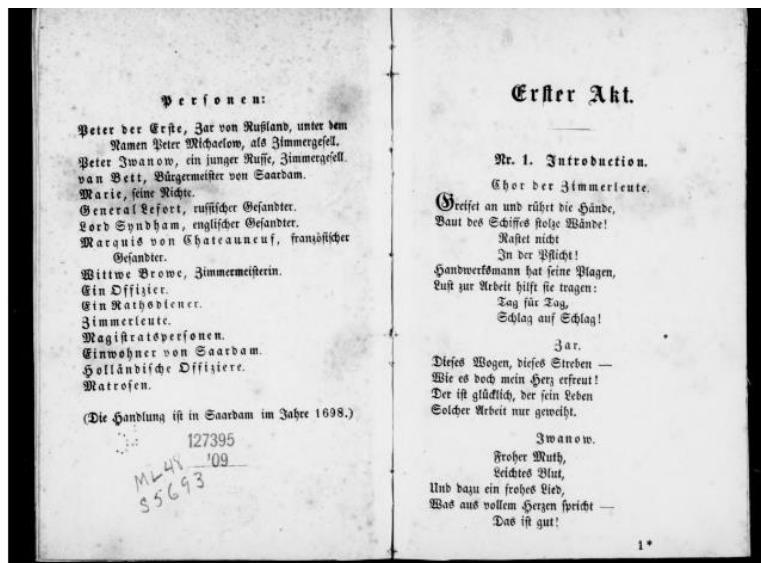 Personen:
Peter der Erste, Zar von Rußland, unter dem
Namen Peter Michaelow, als Zimmergesell.
Peter Iwanow, ein junger Russe, Zimmergesell.
van Bett, Bürgermeister von Saardam.
Marie, seine Nichte.
General Lefort, russischer Gesandter.
Lord Syndham, englischer Gesandter.
Marquis von Chateauneuf, französischer
Gesandter.
Wittwe Browe, Zimmermeisterin.
Ein Offizier.
Ein Rathsdiener.
Zimmerleute.
Magistratspersonen.
Einwohner von Saardam.
Holländische Offiziere.
Matrosen.
(Die Handlung ist in Saardam im Jahre 1698.)
127395
'09
ML48
S5693
Erster Akt.
Nr. 1. Introduction.
Chor der Zimmerleute.
Greifet an und rührt die Hände,
Baut des Schiffes stolze Wände!
Rastet nicht
In der Pflicht!
Handwerksmann hat seine Plagen,
Lust zur Arbeit hilft sie tragen:
Tag für Tag,
Schlag auf Schlag!
Zar.
Dieses Wogen, dieses Streben —
Wie es doch mein Herz erfreut!
Der ist glücklich, der sein Leben
Solcher Arbeit nur geweiht.
Iwanow.
Froher Muth,
Leichtes Blut,
Und dazu ein frohes Lied,
Was aus vollem Herzen spricht —
Das ist gut!
1*